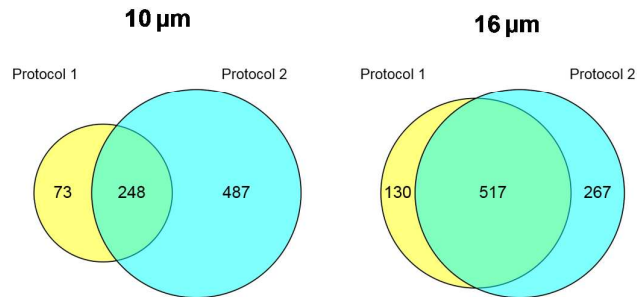 10 µm
16 µm
Protocol 1
Protocol 2
Protocol 1
Protocol 2
73
248
487
130
517
267